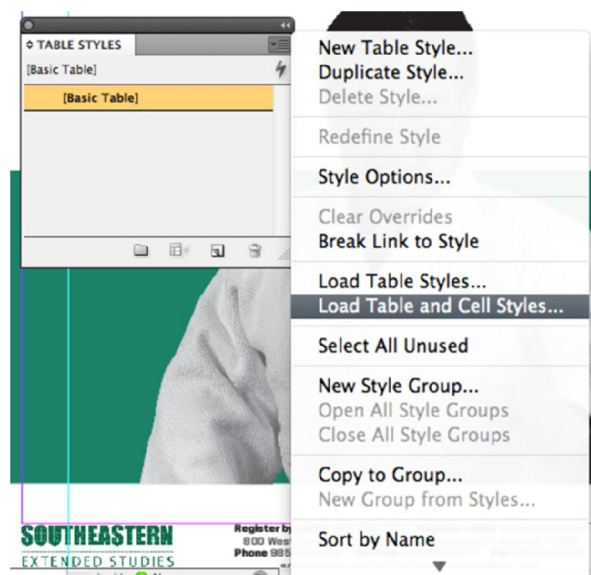 TABLE STYLES
[Basic Table]
[Basic Table]
New Table Style...
Duplicate Style...
Delete Style...
Redefine Style
Style Options...
Clear Overrides
Break Link to Style
Load Table Styles...
Load Table and Cell Styles...
Select All Unused
New Style Group...
Open All Style Groups
Close All Style Groups
Copy to Group...
New Group from Styles...
Sort by Name
SOUTHEASTERN
EXTENDED STUDIES
Register by
800 West
Phone 985